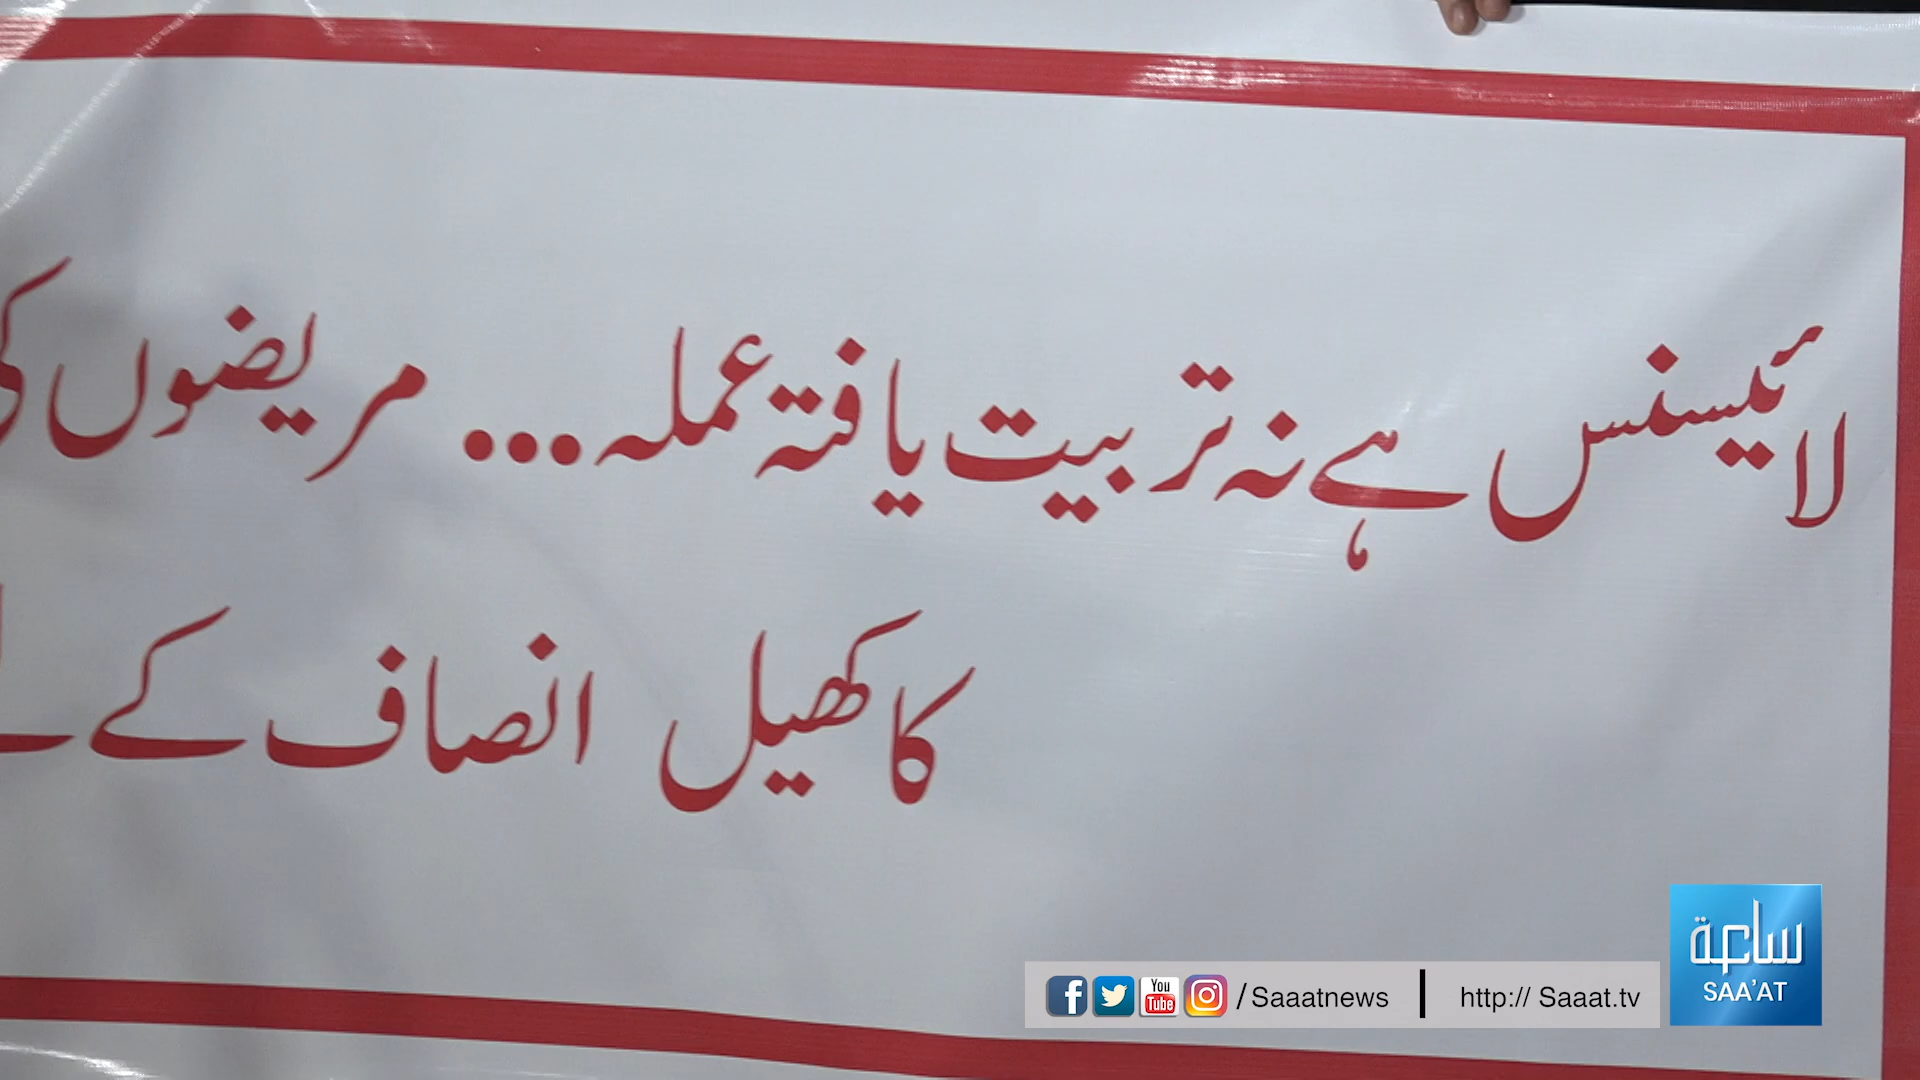 لائیسنس ہے نہ تربیت یافتہ عملہ... مریضوں کی
کا کھیل انصاف کے
ساعة
SAA'AT
/Saaatnews | http:// Saaat.tv
You
Tube